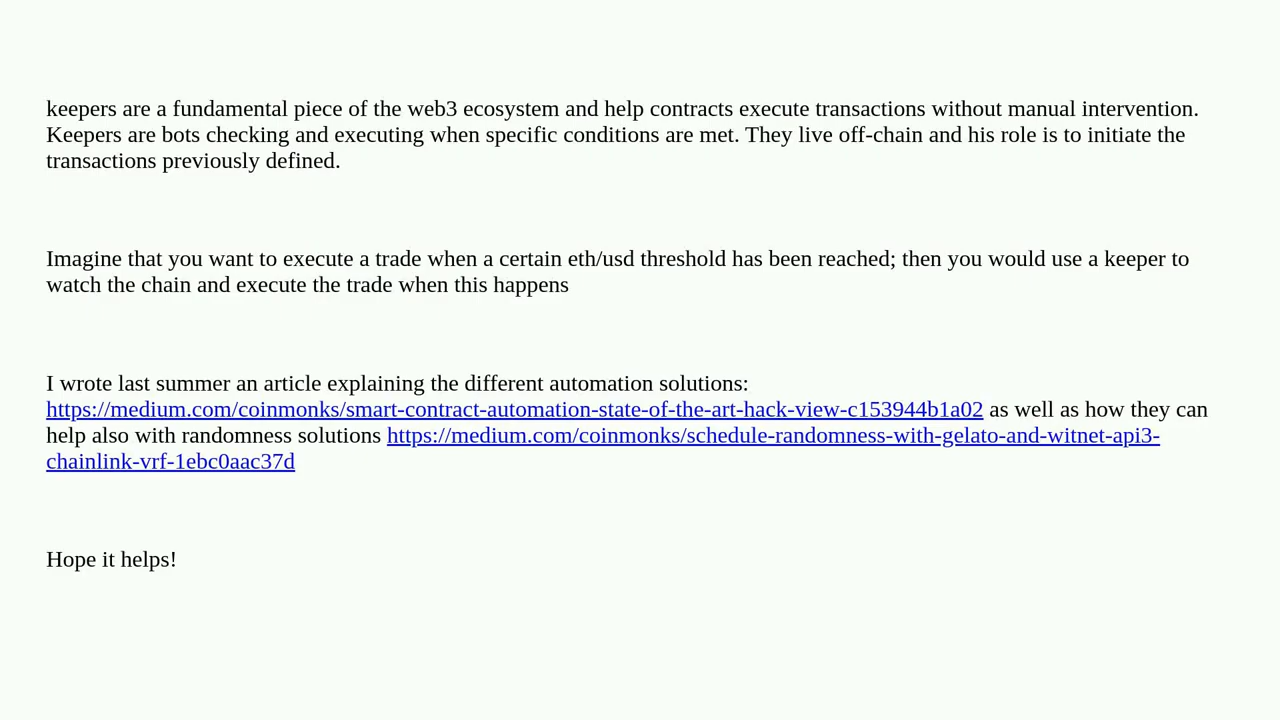 keepers are a fundamental piece of the web3 ecosystem and help contracts execute transactions without manual intervention.
Keepers are bots checking and executing when specific conditions are met. They live off-chain and his role is to initiate the
transactions previously defined.
Imagine that you want to execute a trade when a certain eth/usd threshold has been reached; then you would use a keeper to
watch the chain and execute the trade when this happens
I wrote last summer an article explaining the different automation solutions:
https://medium.com/coinmonks/smart-contract-automation-state-of-the-art-hack-view-c153944b1a02 as well as how they can
help also with randomness solutions https://medium.com/coinmonks/schedule-randomness-with-gelato-and-witnet-api3-
chainlink-vrf-1ebc0aac37d
Hope it helps!